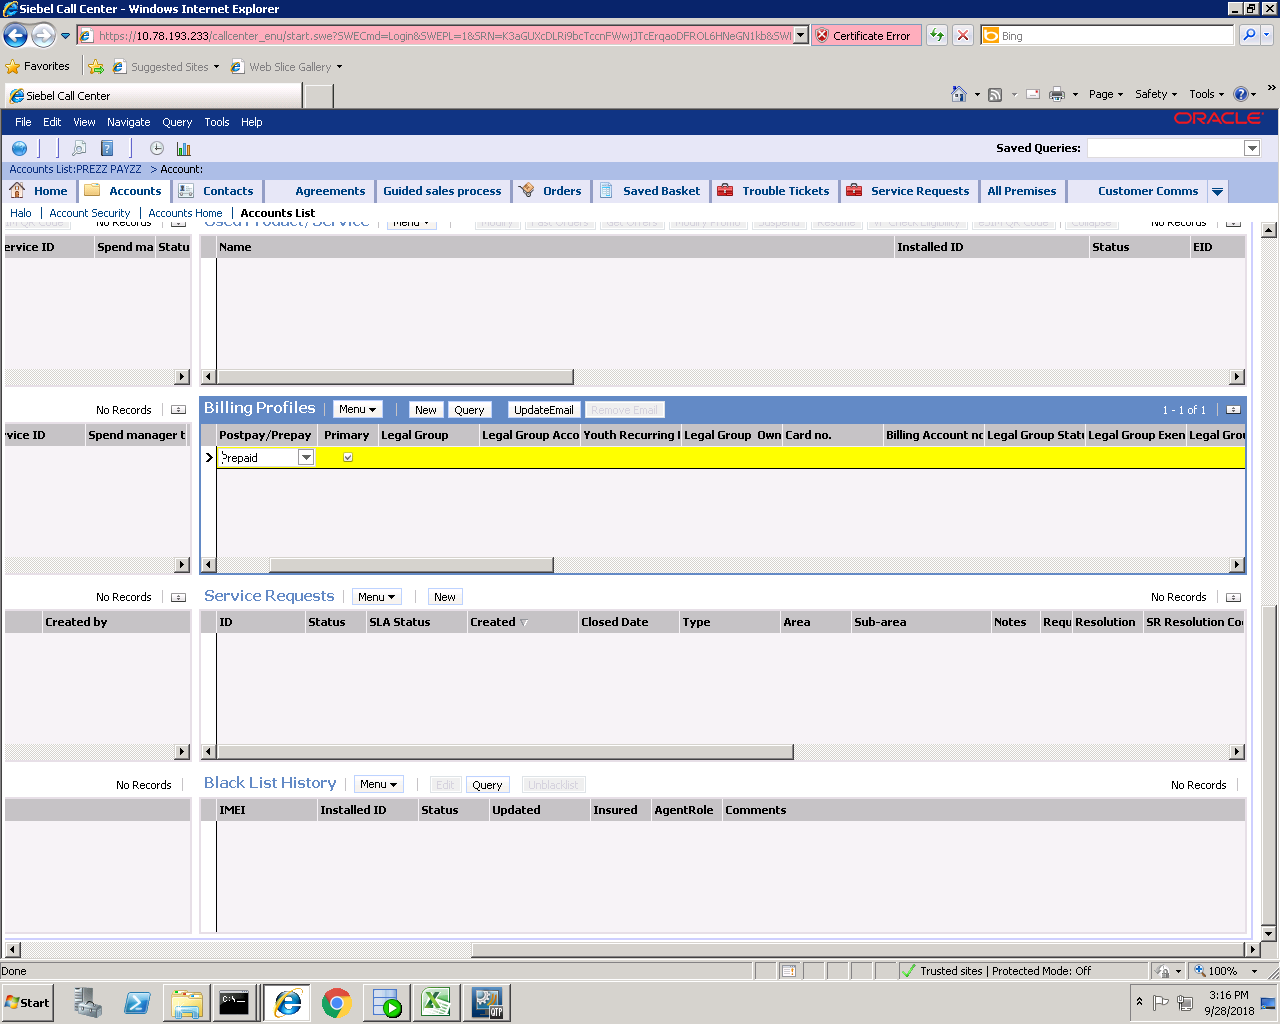 Siebel Call Center - Windows Internet Explorer
https://10.78.193.233/callcenter_enu/start.swe?SWECmd=Login&SWEPL=1&SRN=K3aGUXcDLRi9bcTccnFWwjJTcErqaoDFROL6HNeGN1kb&SWI
Certificate Error
Bing
Favorites
Suggested Sites
Web Slice Gallery
Siebel Call Center
Page
Safety
Tools
File Edit View Navigate Query Tools Help
ORACLE
Saved Queries:
Accounts List:PREZZ PAYZZ > Account:
Home Accounts Contacts Agreements Guided sales process Orders Saved Basket Trouble Tickets Service Requests All Premises Customer Comms
Halo | Account Security | Accounts Home | Accounts List
No Records
Used Product/Service
Menu
No Records
ervice ID Spend ma Statu
Name Installed ID Status EID
No Records
Billing Profiles
Menu
New
Query
UpdateEmail
Remove Email
1 - 1 of 1
vice ID Spend manager t
Postpay/Prepay Primary Legal Group Legal Group Acco Youth Recurring Legal Group Own Card no. Billing Account no Legal Group Statu Legal Group Exen Legal Grou
Prepaid
No Records
Service Requests
Menu
New
No Records
Created by
ID Status SLA Status Created Closed Date Type Area Sub-area Notes Requ Resolution SR Resolution Co
No Records
Black List History
Menu
Edit
Query
Unblacklist
No Records
IMEI Installed ID Status Updated Insured AgentRole Comments
Done
Trusted sites | Protected Mode: Off
100%
Start
C:\
QTP
3:16 PM
9/28/2018